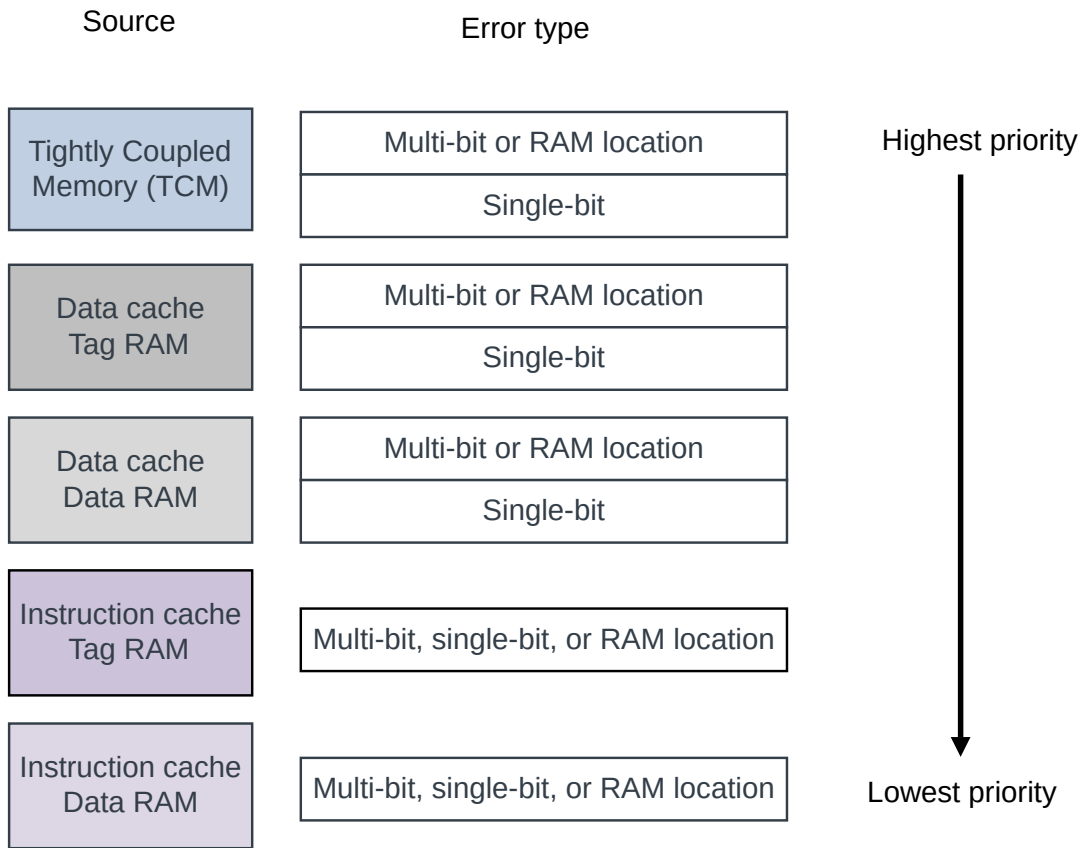 Source
Error type
Tightly Coupled
Memory (TCM)
Multi-bit or RAM location
Single-bit
Highest priority
Data cache
Tag RAM
Multi-bit or RAM location
Single-bit
Data cache
Data RAM
Multi-bit or RAM location
Single-bit
Instruction cache
Tag RAM
Multi-bit, single-bit, or RAM location
Instruction cache
Data RAM
Multi-bit, single-bit, or RAM location
Lowest priority